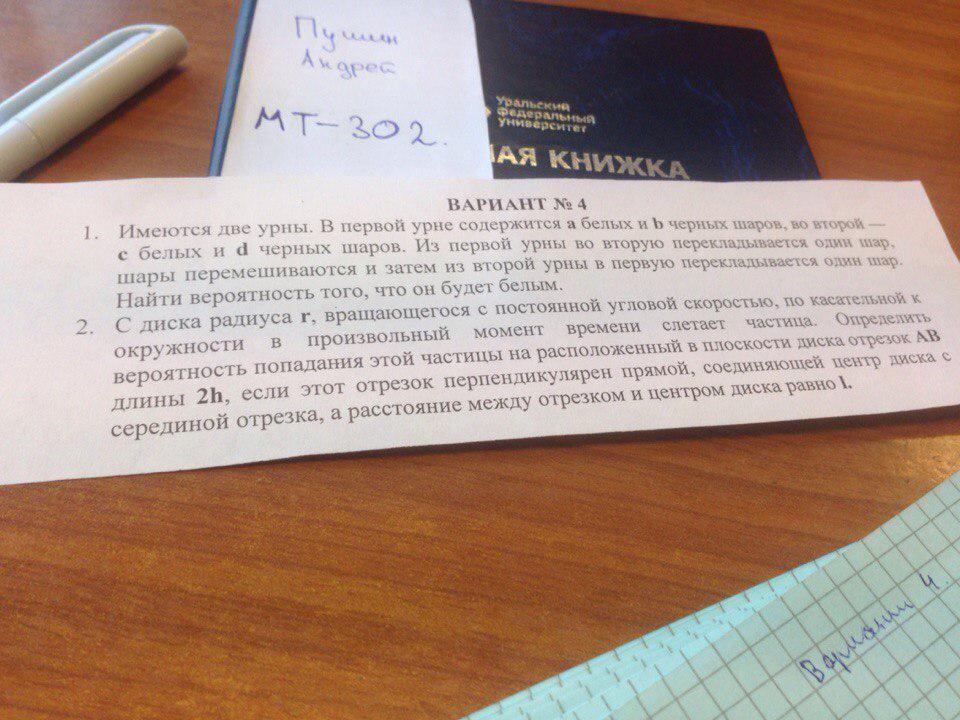 Пушин
Андрей
МТ-302.
Уральский
федеральный
университет
НАЯ КНИЖКА
ВАРИАНТ № 4
1. Имеются две урны. В первой урне содержится a белых и b черных шаров, во второй —
c белых и d черных шаров. Из первой урны во вторую перекладывается один шар,
шары перемешиваются и затем из второй урны в первую перекладывается один шар.
Найти вероятность того, что он будет белым.
2. С диска радиуса r, вращающегося с постоянной угловой скоростью, по касательной к
окружности в произвольный момент времени слетает частица. Определить
вероятность попадания этой частицы на расположенный в плоскости диска отрезок AB
длины 2h, если этот отрезок перпендикулярен прямой, соединяющей центр диска с
серединой отрезка, а расстояние между отрезком и центром диска равно l.
Вариант 4.